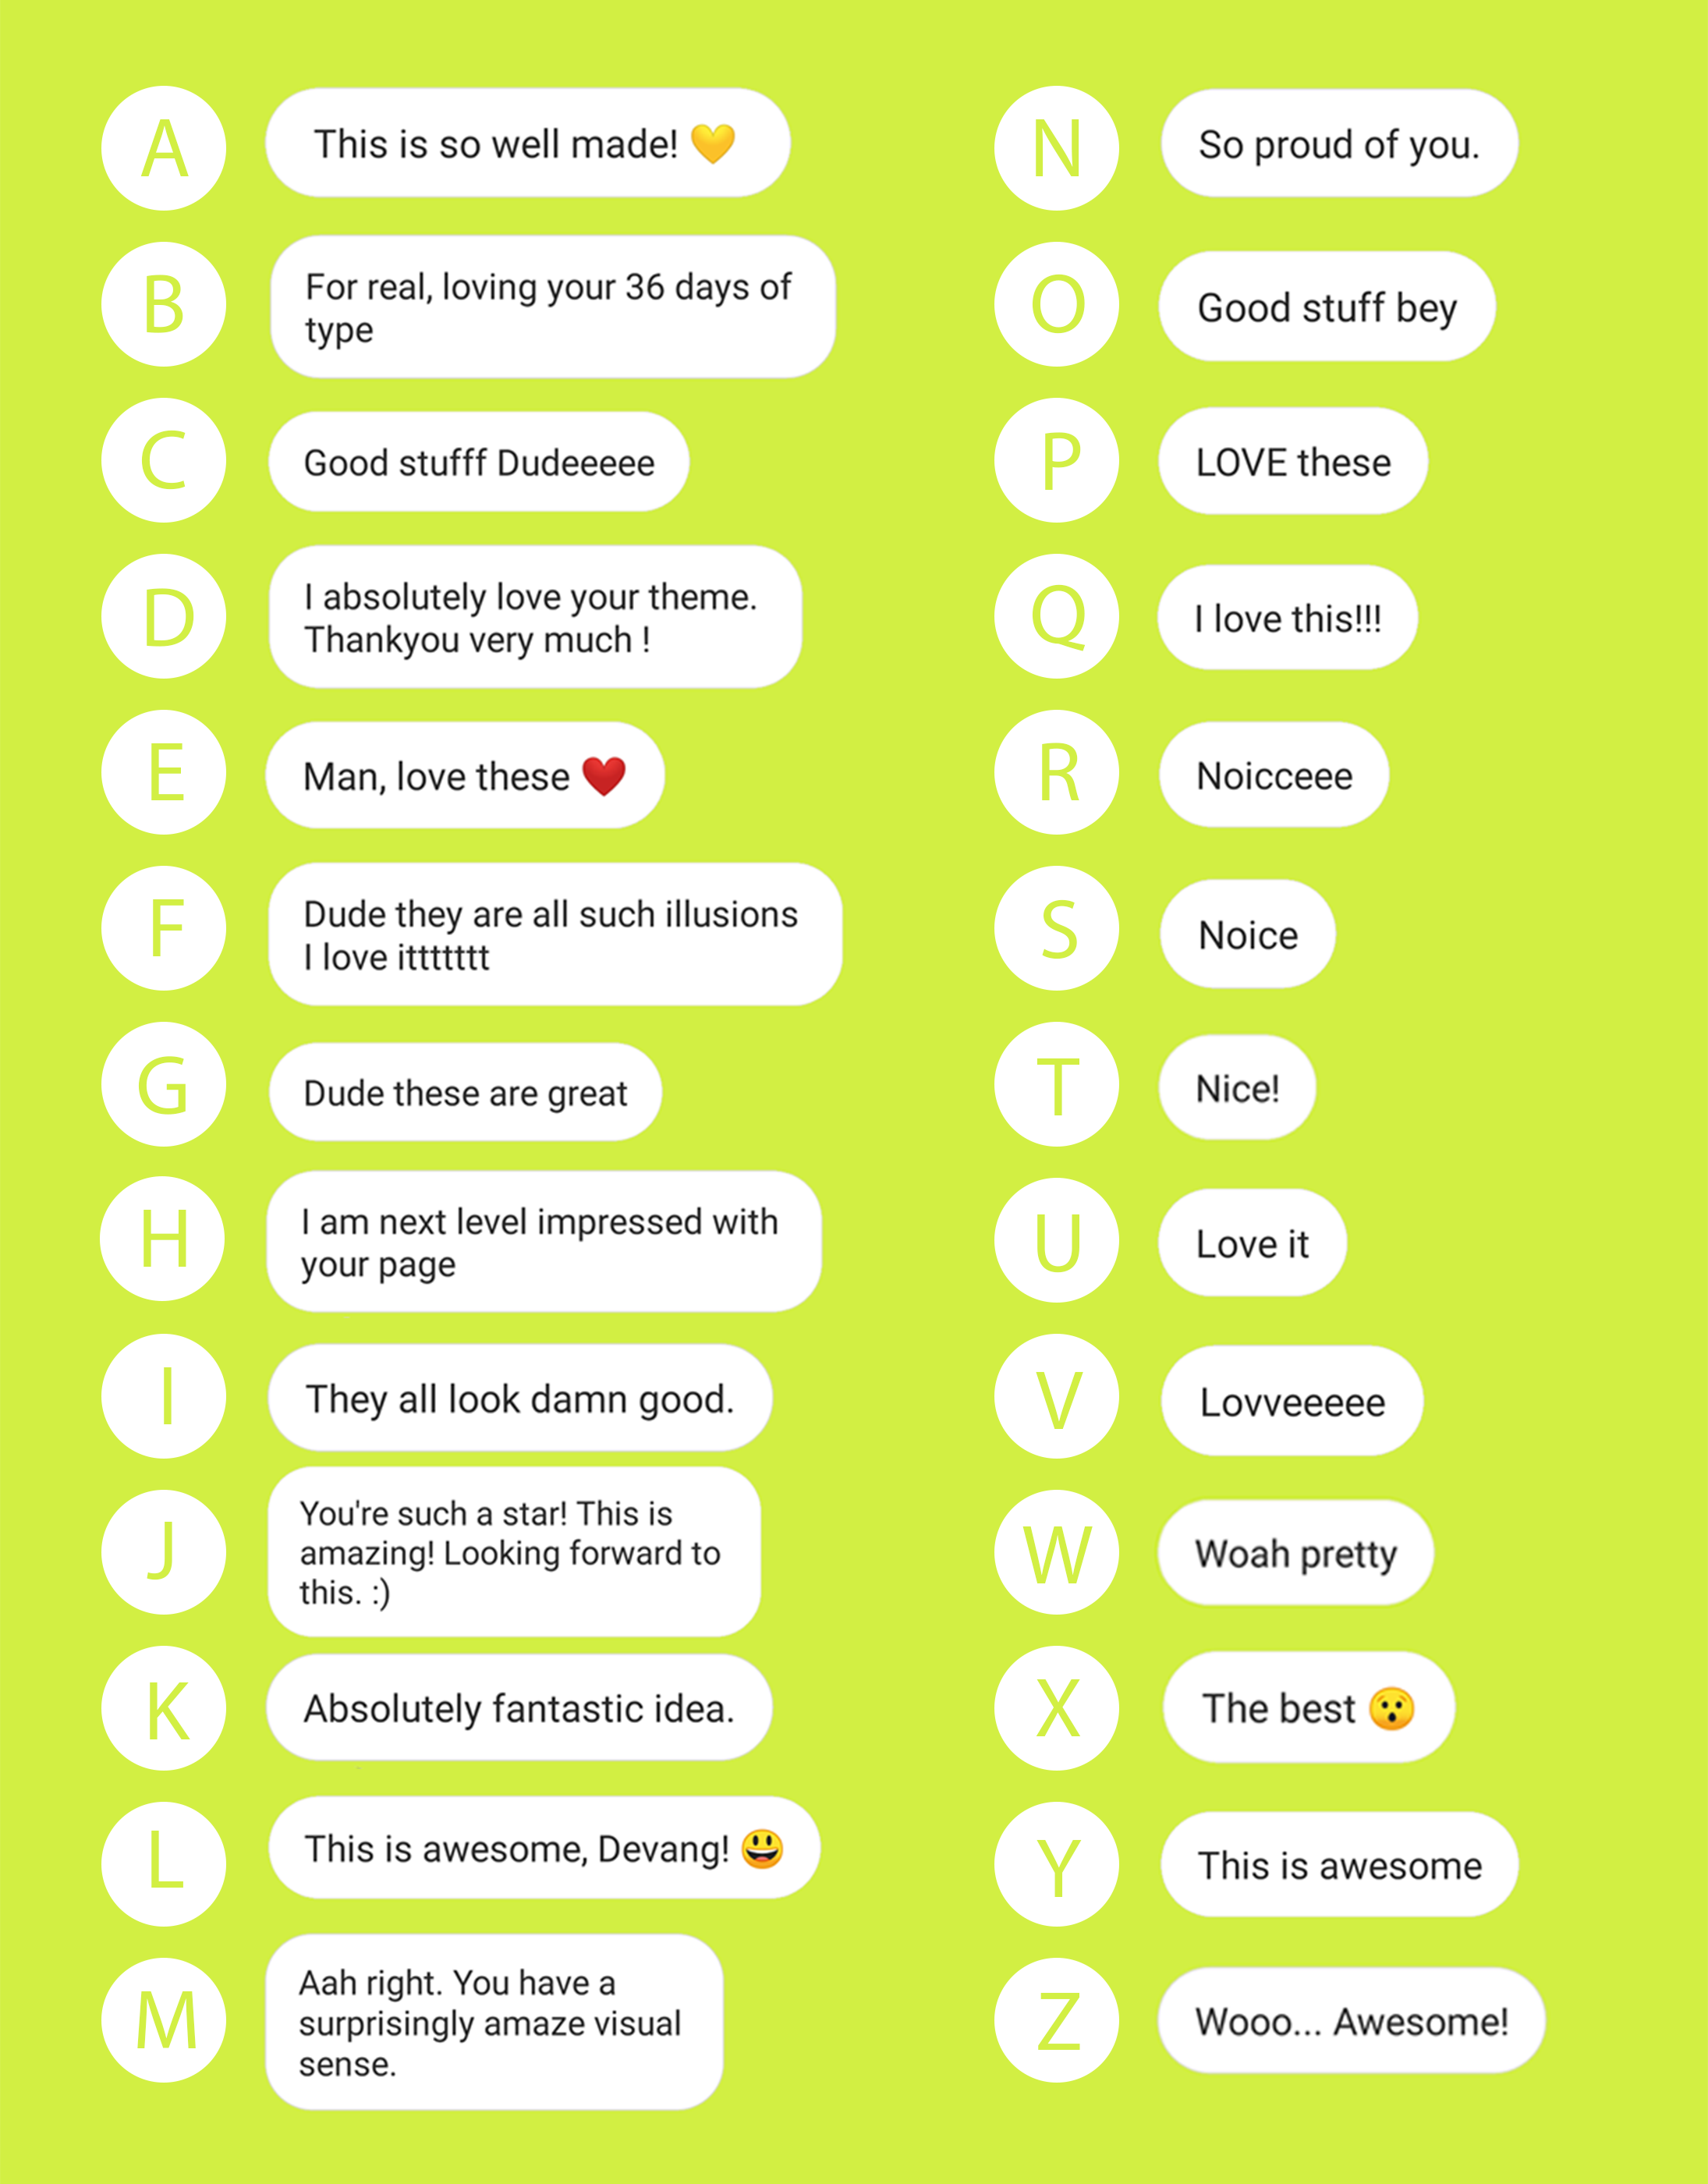 A
This is so well made! 💛
B
For real, loving your 36 days of
type
C
Good stufff Dudeeeee
D
I absolutely love your theme.
Thankyou very much !
E
Man, love these ❤️
F
Dude they are all such illusions
I love itttttttt
G
Dude these are great
H
I am next level impressed with
your page
I
They all look damn good.
J
You're such a star! This is
amazing! Looking forward to
this. :)
K
Absolutely fantastic idea.
L
This is awesome, Devang! 😃
M
Aah right. You have a
surprisingly amaze visual
sense.
N
So proud of you.
O
Good stuff bey
P
LOVE these
Q
I love this!!!
R
Noicceee
S
Noice
T
Nice!
U
Love it
V
Lovveeeee
W
Woah pretty
X
The best 😯
Y
This is awesome
Z
Wooo... Awesome!